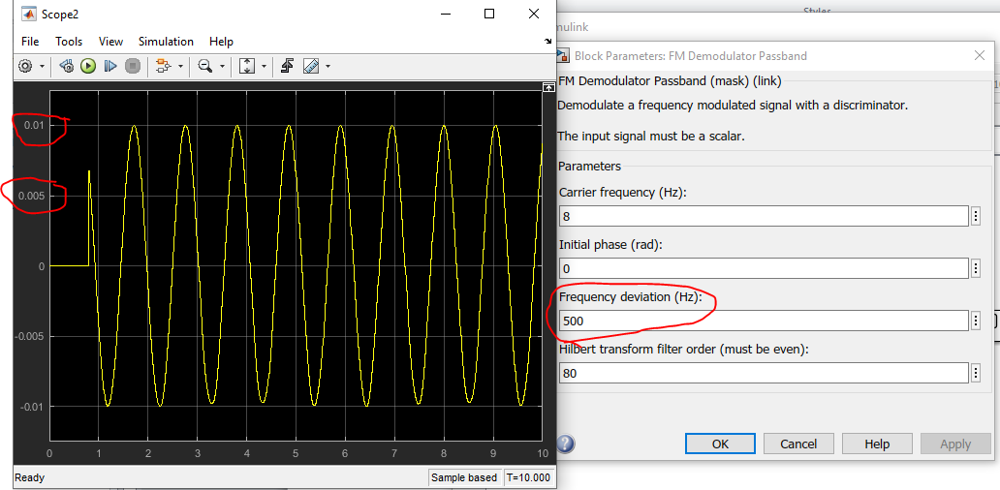 Scope2
File Tools View Simulation Help
0.01
0.005
0
-0.005
-0.01
0 1 2 3 4 5 6 7 8 9 10
Ready
Sample based T=10.000
Styles
nulink
Block Parameters: FM Demodulator Passband
FM Demodulator Passband (mask) (link)
Demodulate a frequency modulated signal with a discriminator.
The input signal must be a scalar.
Parameters
Carrier frequency (Hz):
8
Initial phase (rad):
0
Frequency deviation (Hz):
500
Hilbert transform filter order (must be even):
80
OK Cancel Help Apply